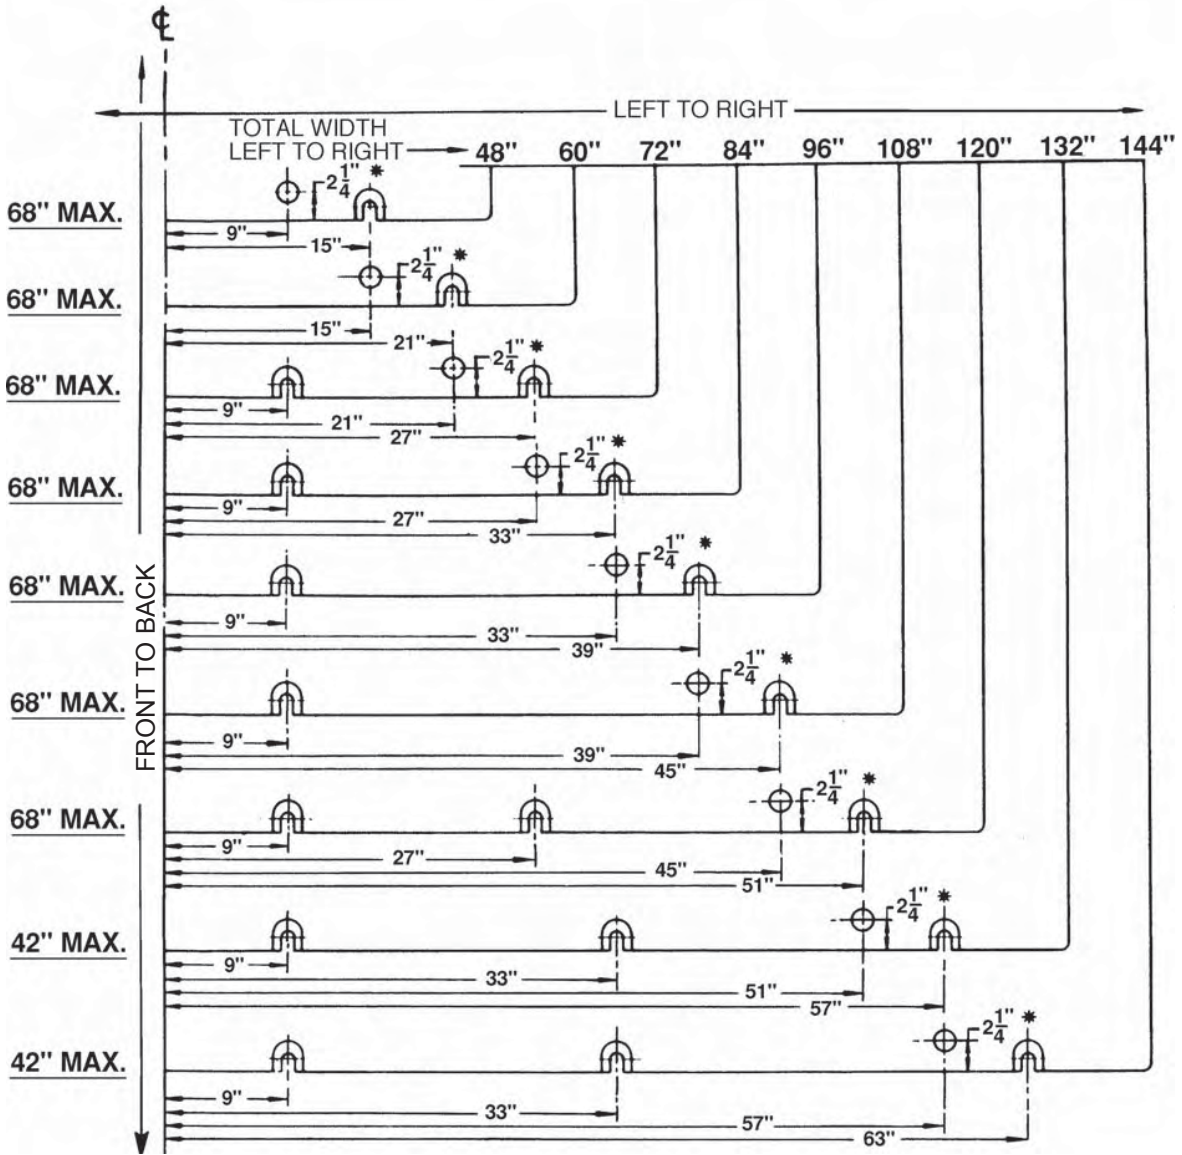 ℄
LEFT TO RIGHT
TOTAL WIDTH
LEFT TO RIGHT
48" 60" 72" 84" 96" 108" 120" 132" 144"
2 1/4" *
68" MAX.
9"
15"
2 1/4" *
68" MAX.
15"
21"
2 1/4" *
68" MAX.
9"
21"
27"
2 1/4" *
68" MAX.
9"
27"
33"
2 1/4" *
68" MAX.
9"
33"
39"
FRONT TO BACK
2 1/4" *
68" MAX.
9"
39"
45"
2 1/4" *
68" MAX.
9"
27"
45"
51"
2 1/4" *
42" MAX.
9"
33"
51"
57"
2 1/4" *
42" MAX.
9"
33"
57"
63"